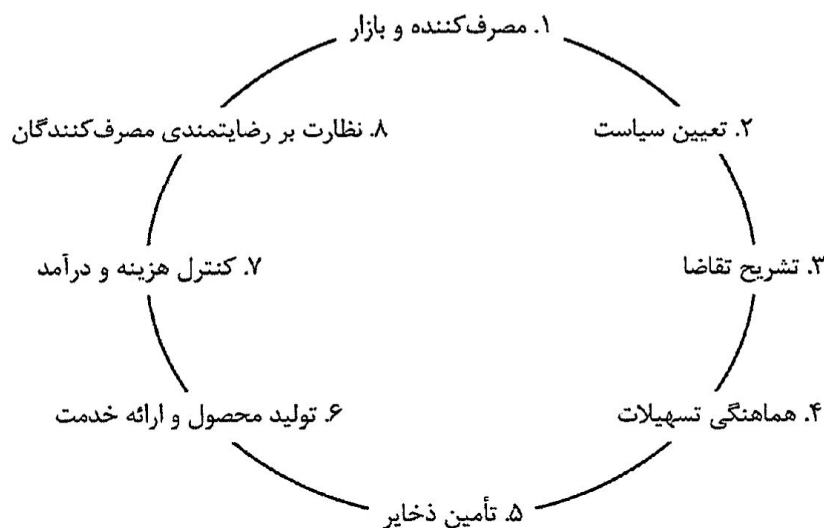 ۱. مصرف‌کننده و بازار
۲. تعیین سیاست
۳. تشریح تقاضا
۴. هماهنگی تسهیلات
۵. تأمین ذخایر
۶. تولید محصول و ارائه خدمت
۷. کنترل هزینه و درآمد
۸. نظارت بر رضایتمندی مصرف‌کنندگان